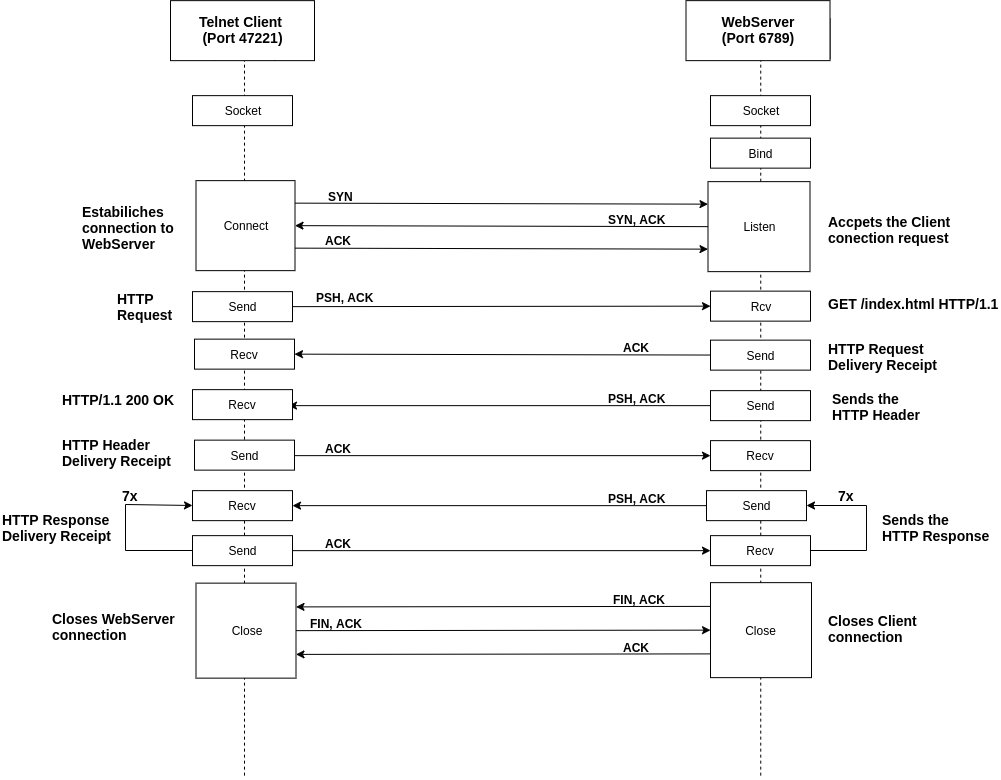 Telnet Client
(Port 47221)
WebServer
(Port 6789)
Socket
Socket
Bind
Estabiliches
connection to
WebServer
Connect
SYN
SYN, ACK
ACK
Listen
Accpets the Client
conection request
HTTP
Request
Send
PSH, ACK
Rcv
GET /index.html HTTP/1.1
Recv
ACK
Send
HTTP Request
Delivery Receipt
HTTP/1.1 200 OK
Recv
PSH, ACK
Send
Sends the
HTTP Header
HTTP Header
Delivery Receipt
Send
ACK
Recv
7x
Recv
PSH, ACK
Send
7x
HTTP Response
Delivery Receipt
Send
ACK
Recv
Sends the
HTTP Response
Closes WebServer
connection
Close
FIN, ACK
FIN, ACK
ACK
Close
Closes Client
connection